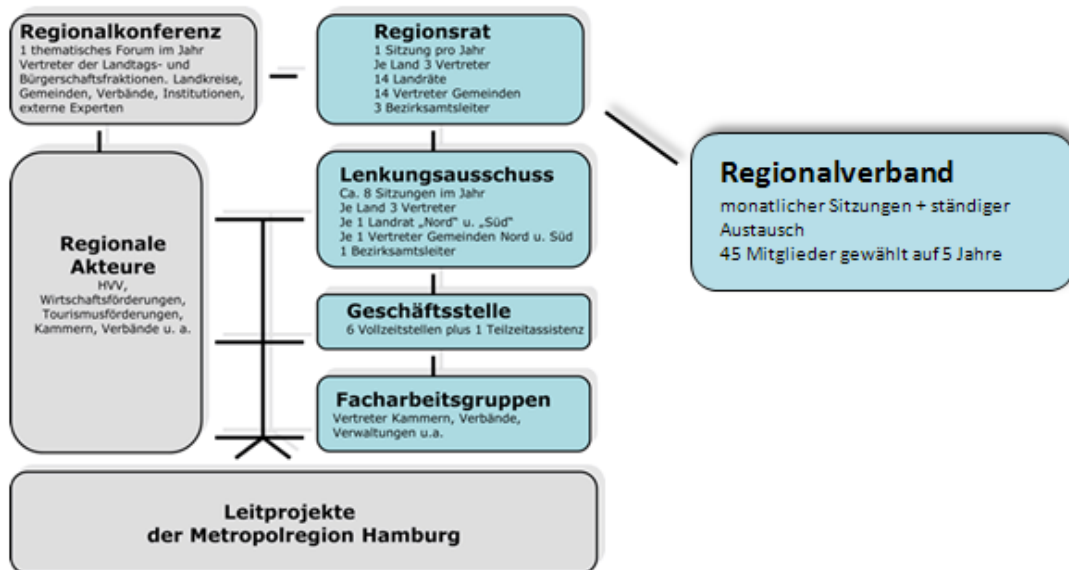 Regionalkonferenz
1 thematisches Forum im Jahr
Vertreter der Landtags- und
Bürgerschaftsfraktionen. Landkreise,
Gemeinden, Verbände, Institutionen,
externe Experten
Regionsrat
1 Sitzung pro Jahr
Je Land 3 Vertreter
14 Landräte
14 Vertreter Gemeinden
3 Bezirksamtsleiter
Regionalverband
monatlicher Sitzungen + ständiger
Austausch
45 Mitglieder gewählt auf 5 Jahre
Regionale
Akteure
HVV,
Wirtschaftsförderungen,
Tourismusförderungen,
Kammern, Verbände u. a.
Lenkungsausschuss
Ca. 8 Sitzungen im Jahr
Je Land 3 Vertreter
Je 1 Landrat „Nord" u. „Süd"
Je 1 Vertreter Gemeinden Nord u. Süd
1 Bezirksamtsleiter
Geschäftsstelle
6 Vollzeitstellen plus 1 Teilzeitassistenz
Facharbeitsgruppen
Vertreter Kammern, Verbände,
Verwaltungen u.a.
Leitprojekte
der Metropolregion Hamburg